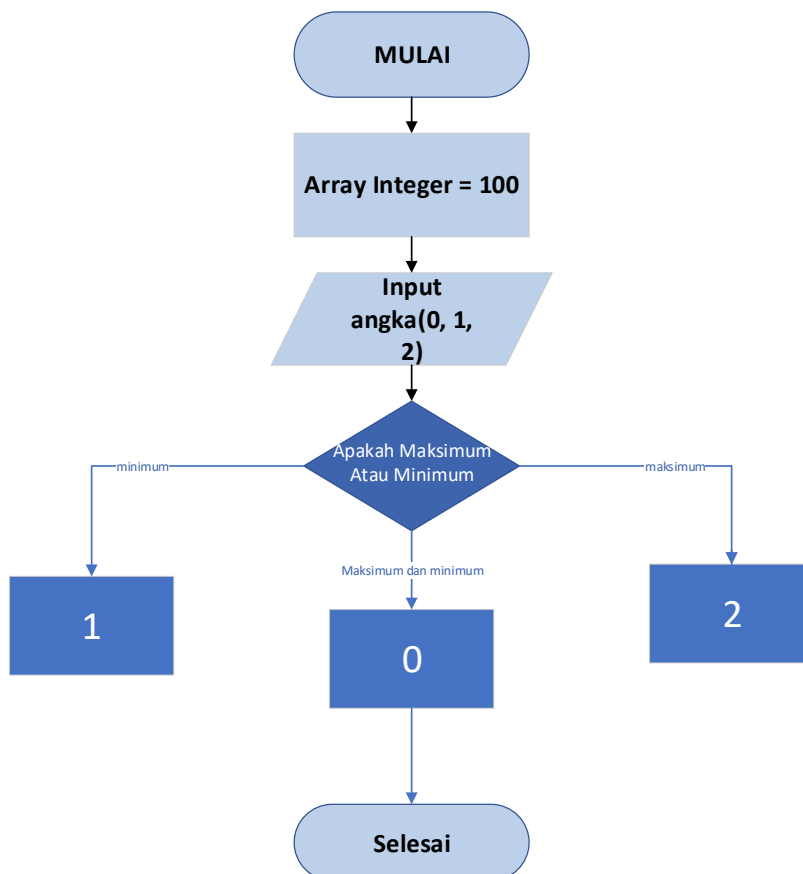 MULAI
Array Integer = 100
Input
angka(0, 1,
2)
Apakah Maksimum
Atau Minimum
minimum
maksimum
Maksimum dan minimum
1
0
2
Selesai